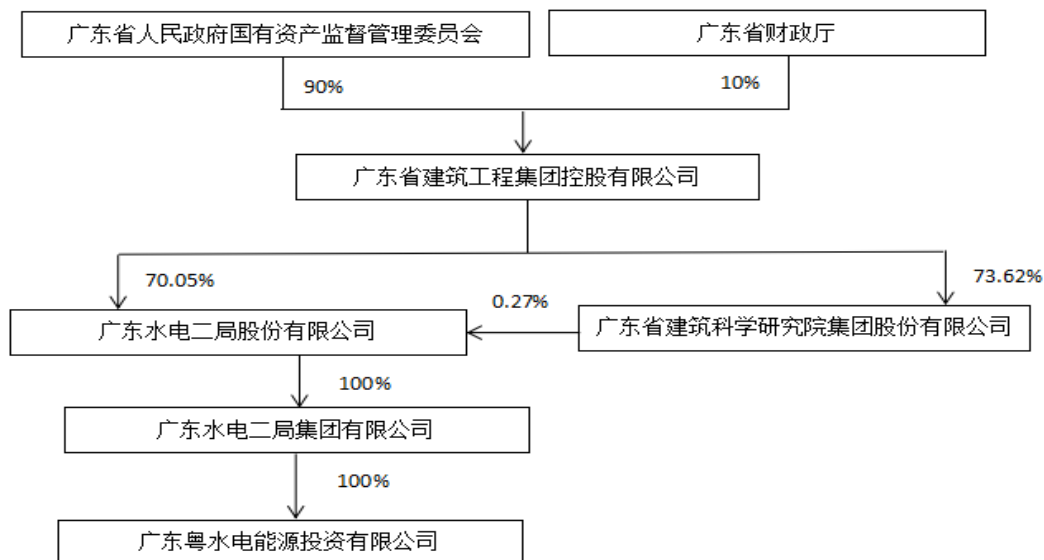 广东省人民政府国有资产监督管理委员会
广东省财政厅
90%
10%
广东省建筑工程集团控股有限公司
70.05%
73.62%
0.27%
广东水电二局股份有限公司
广东省建筑科学研究院集团股份有限公司
100%
广东水电二局集团有限公司
100%
广东粤水电能源投资有限公司